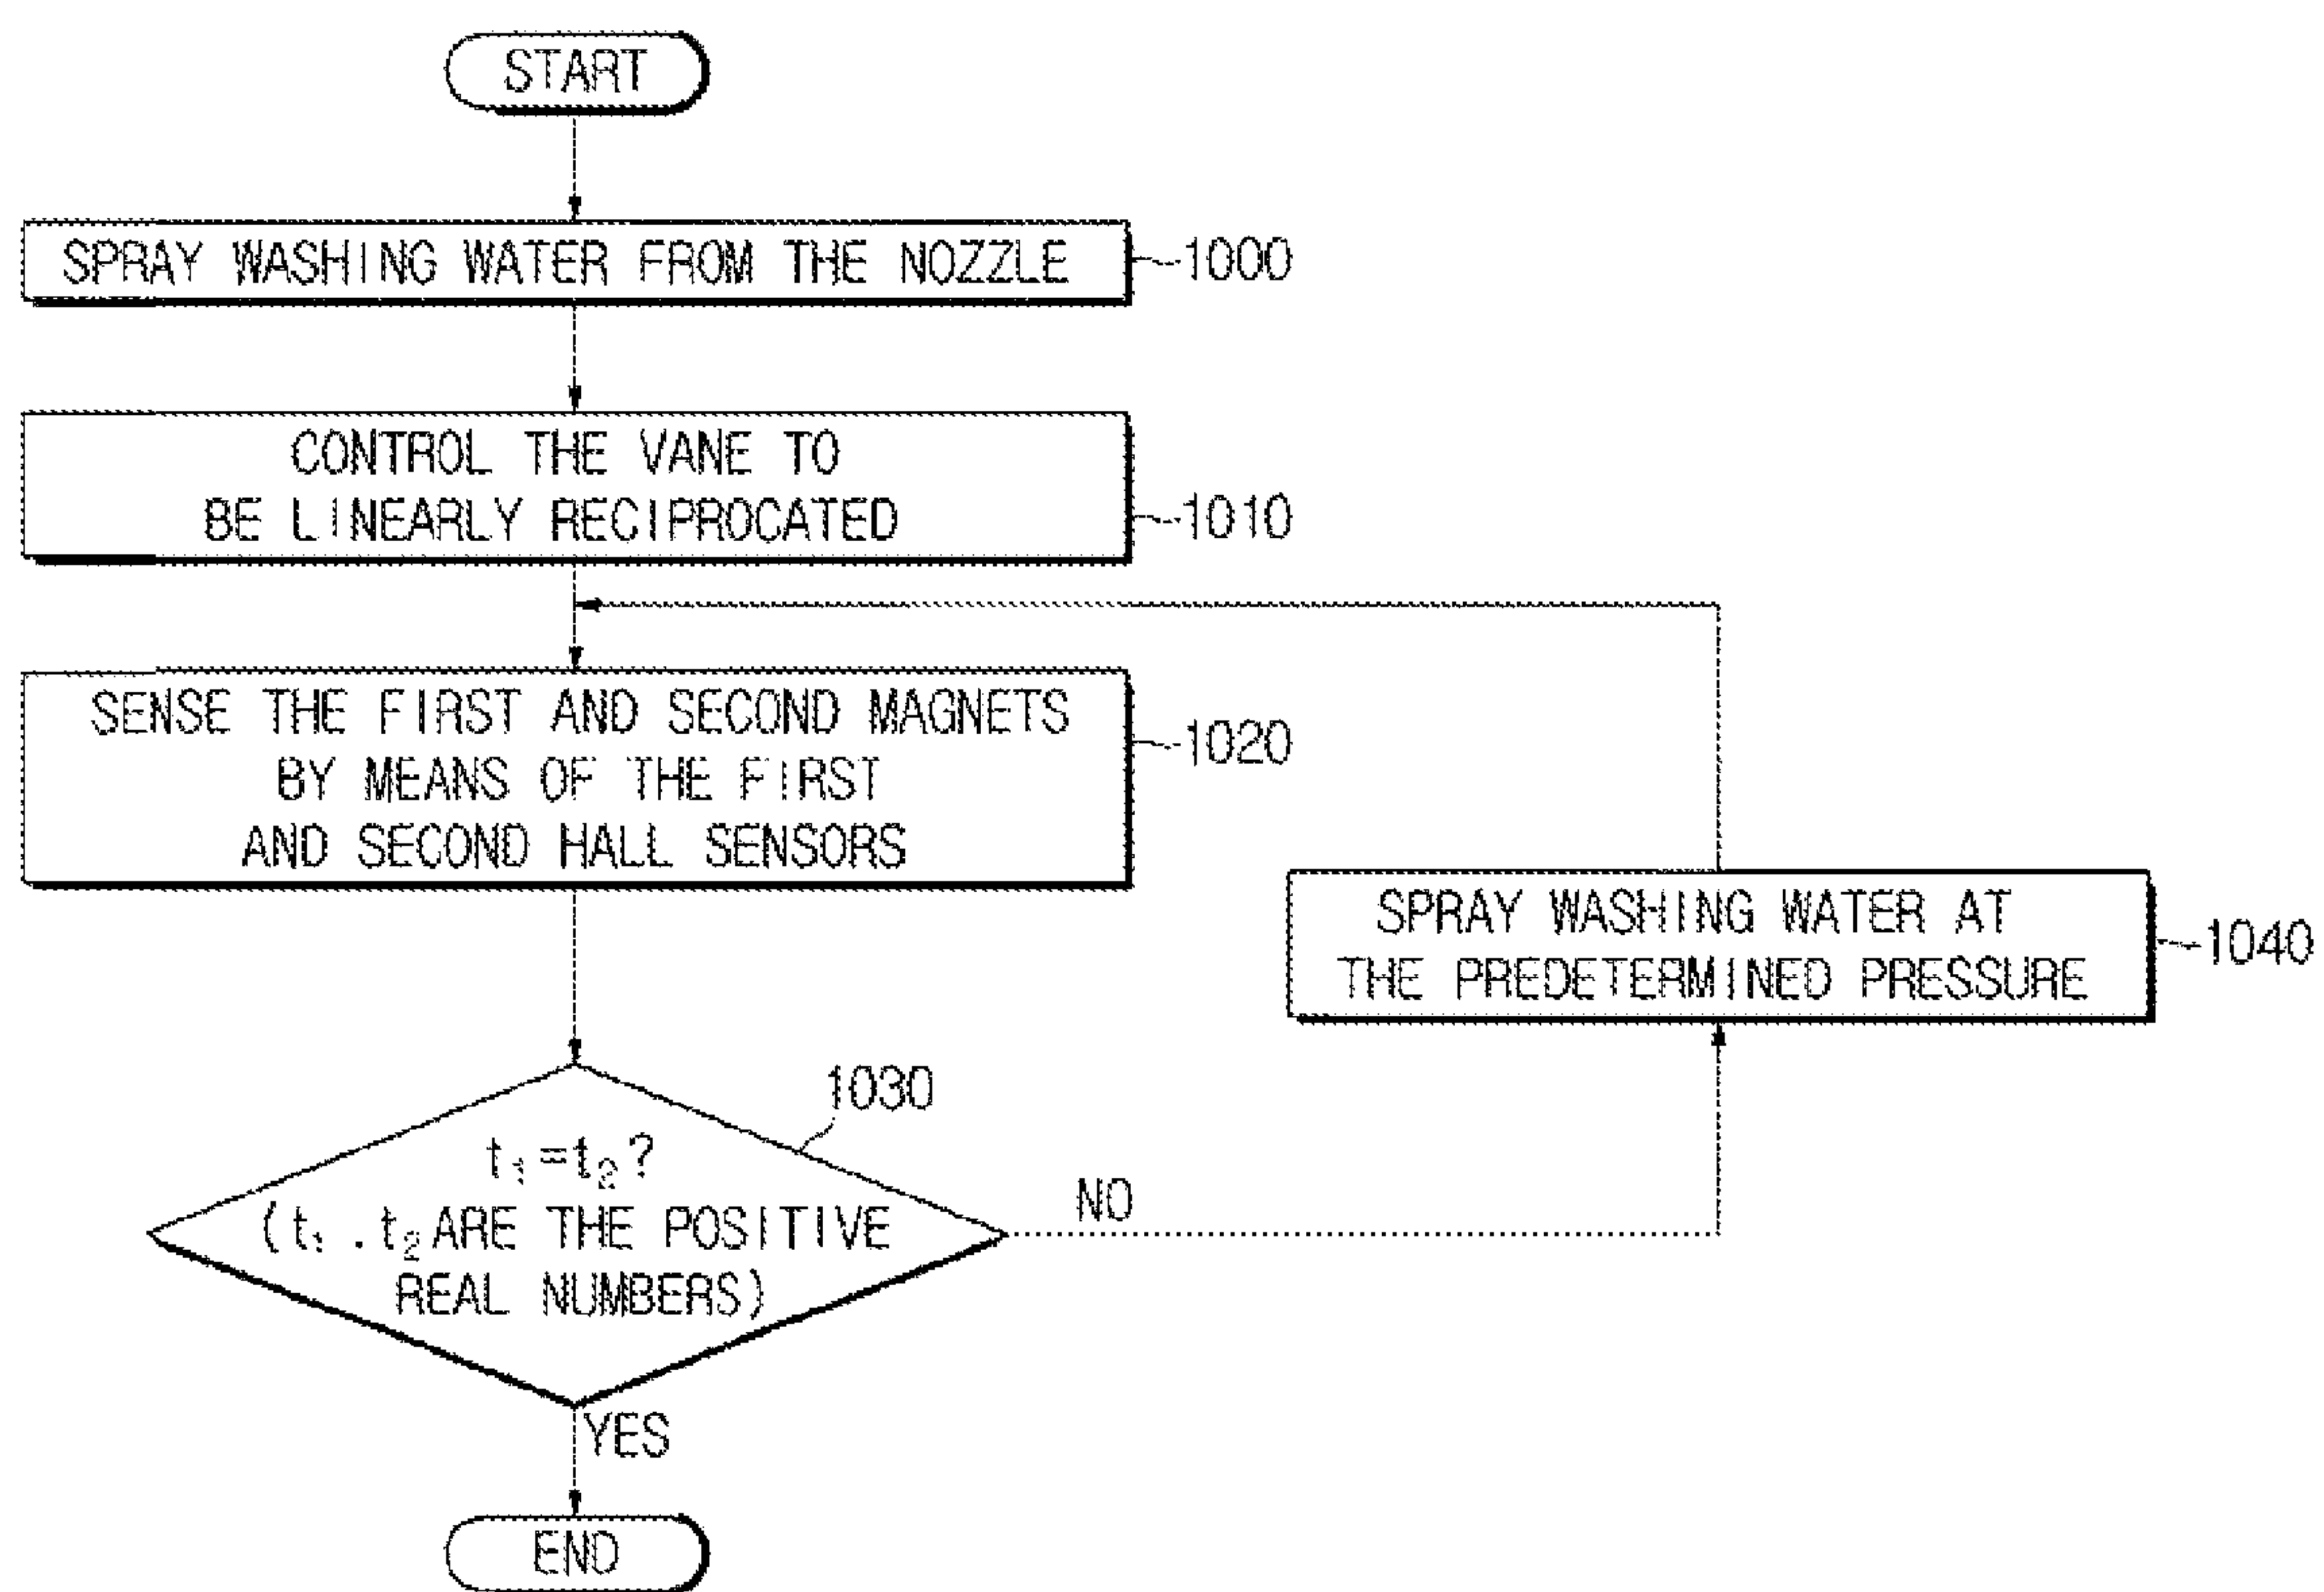 START
SPRAY WASHING WATER FROM THE NOZZLE
1000
CONTROL THE VANE TO
BE LINEARLY RECIPROCATED
1010
SENSE THE FIRST AND SECOND MAGNETS
BY MEANS OF THE FIRST
AND SECOND HALL SENSORS
1020
SPRAY WASHING WATER AT
THE PREDETERMINED PRESSURE
1040
1030
t₁=t₂?
(t₁.t₂ ARE THE POSITIVE
REAL NUMBERS)
NO
YES
END